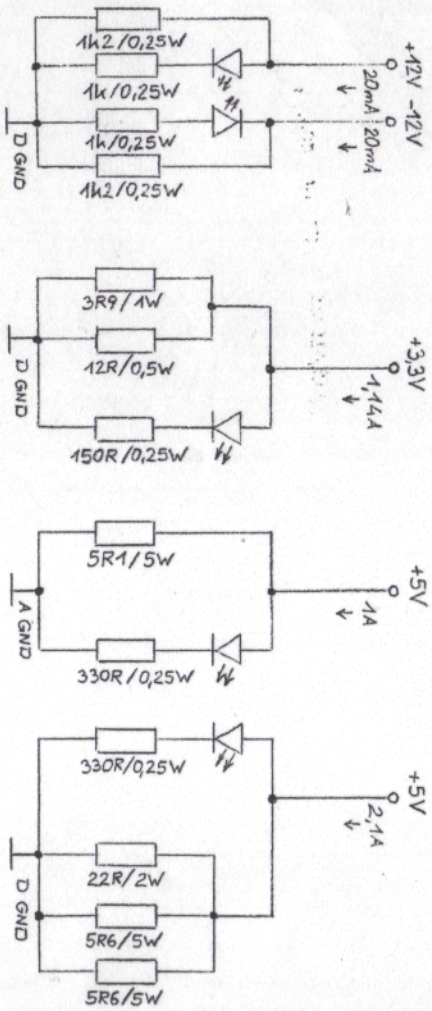 1k2/0,25W
1k/0,25W
1k/0,25W
1k2/0,25W
D GND
+12V -12V
20mA 20mA
3R9/1W
12R/0,5W
150R/0,25W
D GND
+3,3V
1,14A
5R1/5W
330R/0,25W
A GND
+5V
1A
330R/0,25W
22R/2W
5R6/5W
5R6/5W
D GND
+5V
2,1A